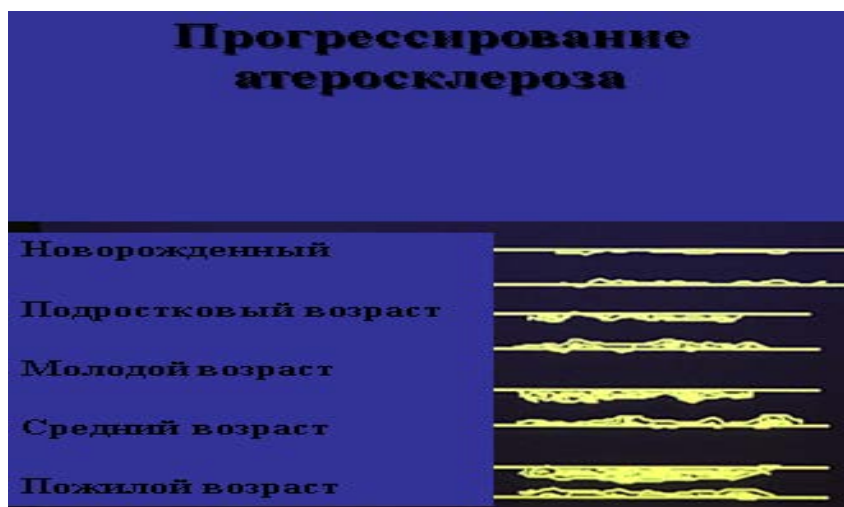 Прогрессирование
атеросклероза
Новорожденный
Подростковый возраст
Молодой возраст
Средний возраст
Пожилой возраст